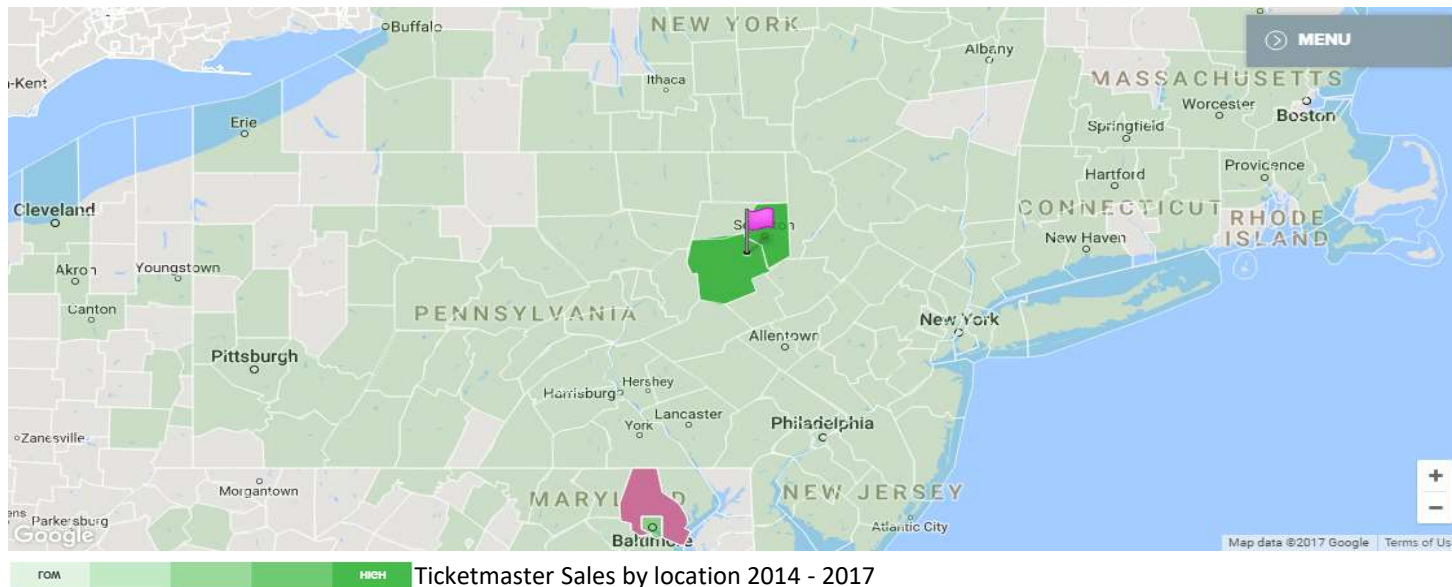 Buffalo
NEW YORK
Albany
MENU
-Kent
Ithaca
MASSACHUSETTS
Worcester
Boston
Erie
Springfield
Hartford
Providence
Cleveland
CONNECTICUT
RHODE
ISLAND
New Haven
Akron
Youngstown
Canton
PENNSYLVANIA
New York
Allentown
Pittsburgh
Hershey
Harrisburg
Lancaster
York
Philadelphia
Zanesville
Morgantown
NEW JERSEY
Parkersburg
Atlantic City
Google
Baltimore
+
−
Map data ©2017 Google
Terms of Us
LOW
HIGH
Ticketmaster Sales by location 2014 - 2017